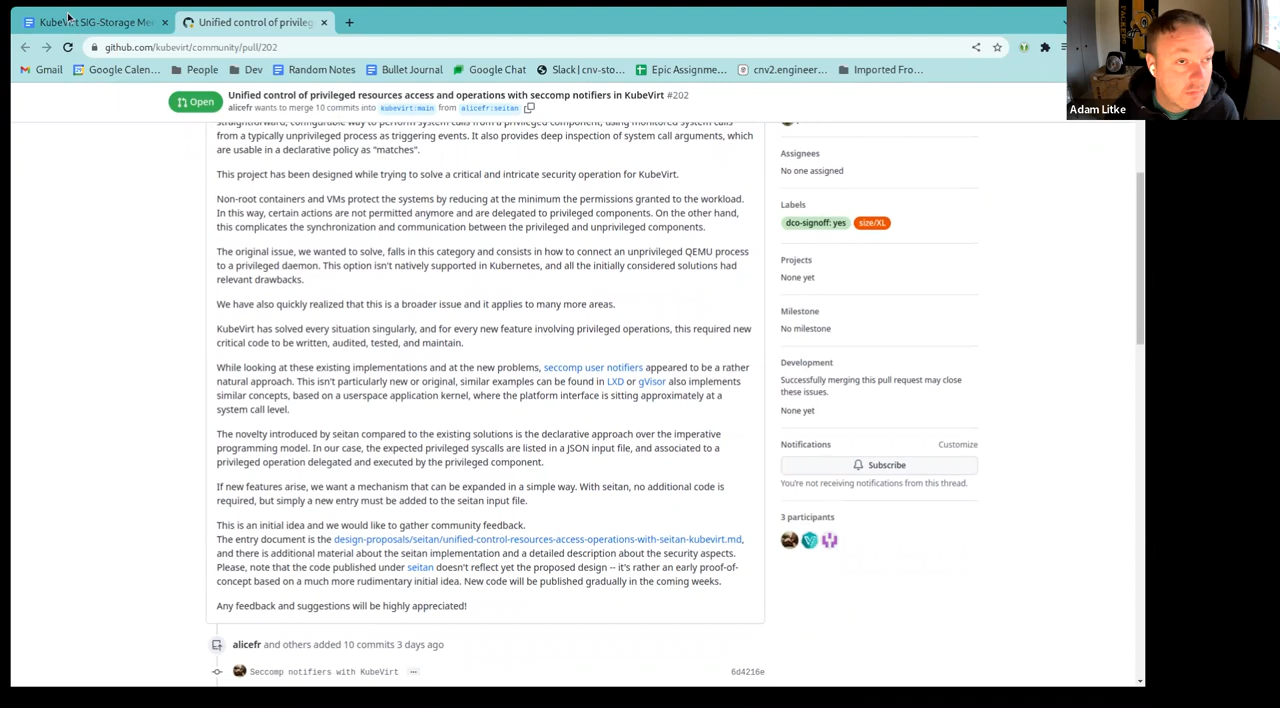 KubeVirt SIG-Storage Me
Unified control of privileg
github.com/kubevirt/community/pull/202
Gmail
Google Calen...
People
Dev
Random Notes
Bullet Journal
Google Chat
Slack | cnv-sto...
Epic Assignme...
cnv2.engineer...
Imported Fro...
Adam Litke
Open
Unified control of privileged resources access and operations with seccomp notifiers in KubeVirt #202
alicefr wants to merge 10 commits into kubevirt:main from alicefr:seitan
straightforward, configurable way to perform system calls from a privileged component, using monitored system calls
from a typically unprivileged process as triggering events. It also provides deep inspection of system call arguments, which
are usable in a declarative policy as "matches".
This project has been designed while trying to solve a critical and intricate security operation for KubeVirt.
Non-root containers and VMs protect the systems by reducing at the minimum the permissions granted to the workload.
In this way, certain actions are not permitted anymore and are delegated to privileged components. On the other hand,
this complicates the synchronization and communication between the privileged and unprivileged components.
The original issue, we wanted to solve, falls in this category and consists in how to connect an unprivileged QEMU process
to a privileged daemon. This option isn't natively supported in Kubernetes, and all the initially considered solutions had
relevant drawbacks.
We have also quickly realized that this is a broader issue and it applies to many more areas.
KubeVirt has solved every situation singularly, and for every new feature involving privileged operations, this required new
critical code to be written, audited, tested, and maintain.
While looking at these existing implementations and at the new problems, seccomp user notifiers appeared to be a rather
natural approach. This isn't particularly new or original, similar examples can be found in LXD or gVisor also implements
similar concepts, based on a userspace application kernel, where the platform interface is sitting approximately at a
system call level.
The novelty introduced by seitan compared to the existing solutions is the declarative approach over the imperative
programming model. In our case, the expected privileged syscalls are listed in a JSON input file, and associated to a
privileged operation delegated and executed by the privileged component.
If new features arise, we want a mechanism that can be expanded in a simple way. With seitan, no additional code is
required, but simply a new entry must be added to the seitan input file.
This is an initial idea and we would like to gather community feedback.
The entry document is the design-proposals/seitan/unified-control-resources-access-operations-with-seitan-kubevirt.md,
and there is additional material about the seitan implementation and a detailed description about the security aspects.
Please, note that the code published under seitan doesn't reflect yet the proposed design -- it's rather an early proof-of-
concept based on a much more rudimentary initial idea. New code will be published gradually in the coming weeks.
Any feedback and suggestions will be highly appreciated!
alicefr and others added 10 commits 3 days ago
Seccomp notifiers with KubeVirt ...
6d4216e
Assignees
No one assigned
Labels
dco-signoff: yes
size/XL
Projects
None yet
Milestone
No milestone
Development
Successfully merging this pull request may close
these issues.
None yet
Notifications
Customize
Subscribe
You're not receiving notifications from this thread.
3 participants